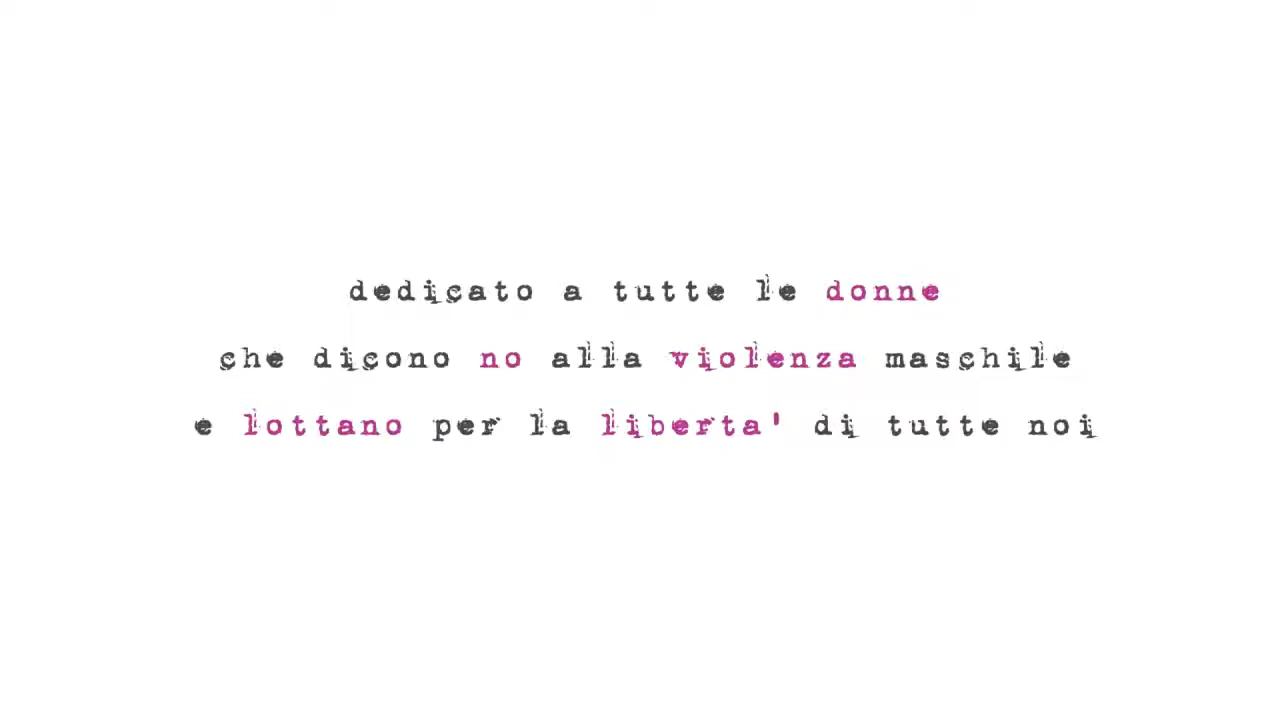 dedicato a tutte le donne
che dicono no alla violenza maschile
e lottano per la liberta' di tutte noi